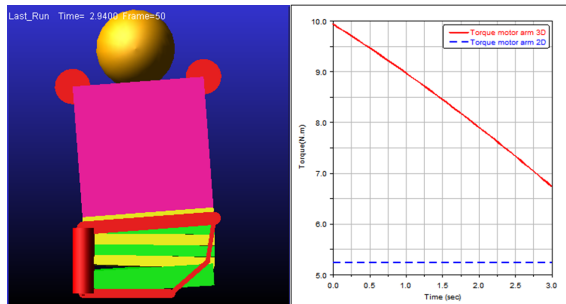 Last_Run Time= 2.9400 Frame=50
Torque motor arm 3D
Torque motor arm 2D
Torque(N.m)
10.0
9.0
8.0
7.0
6.0
5.0
0.0 0.5 1.0 1.5 2.0 2.5 3.0
Time (sec)